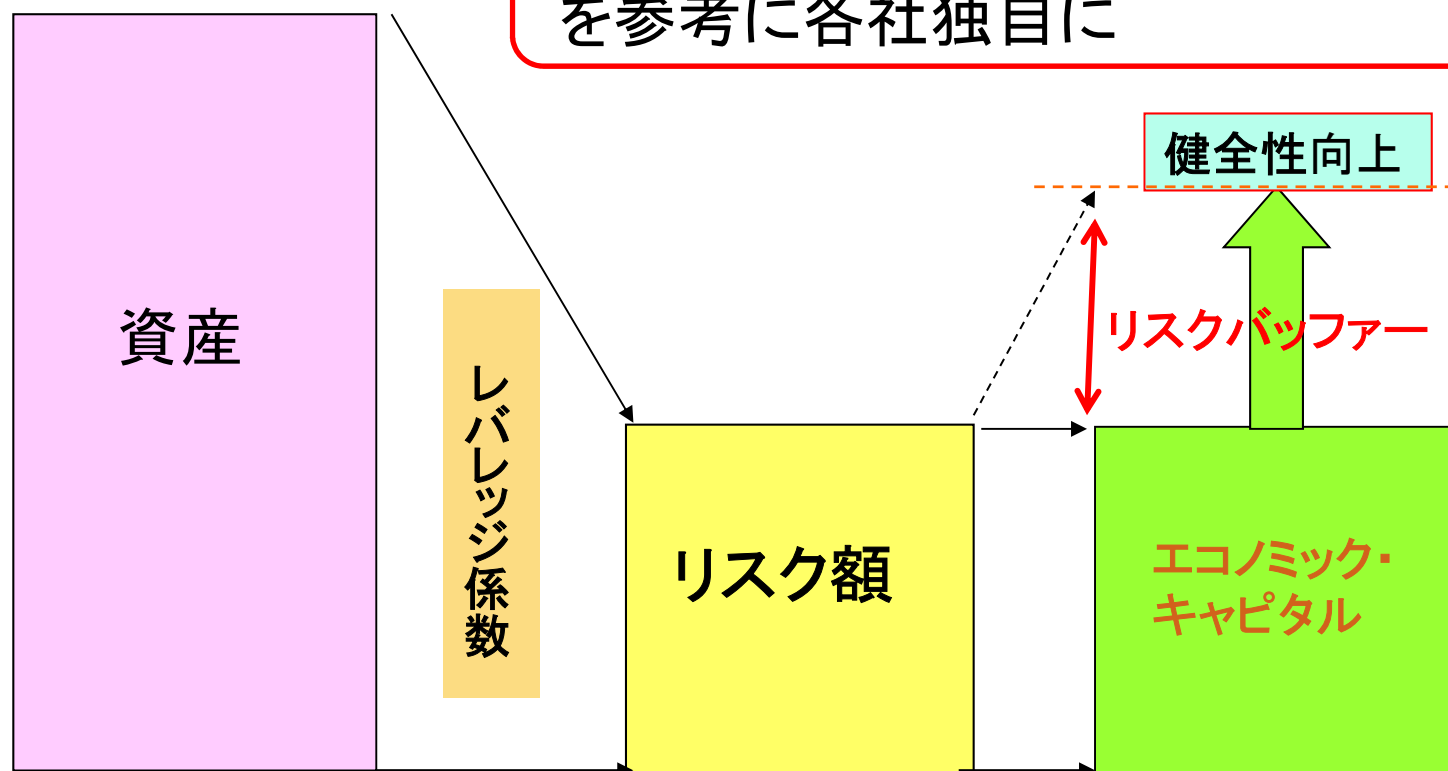 を参考に各社独自に
健全性向上
資産
リスクバッファー
レバレッジ係数
リスク額
エコノミック・
キャピタル